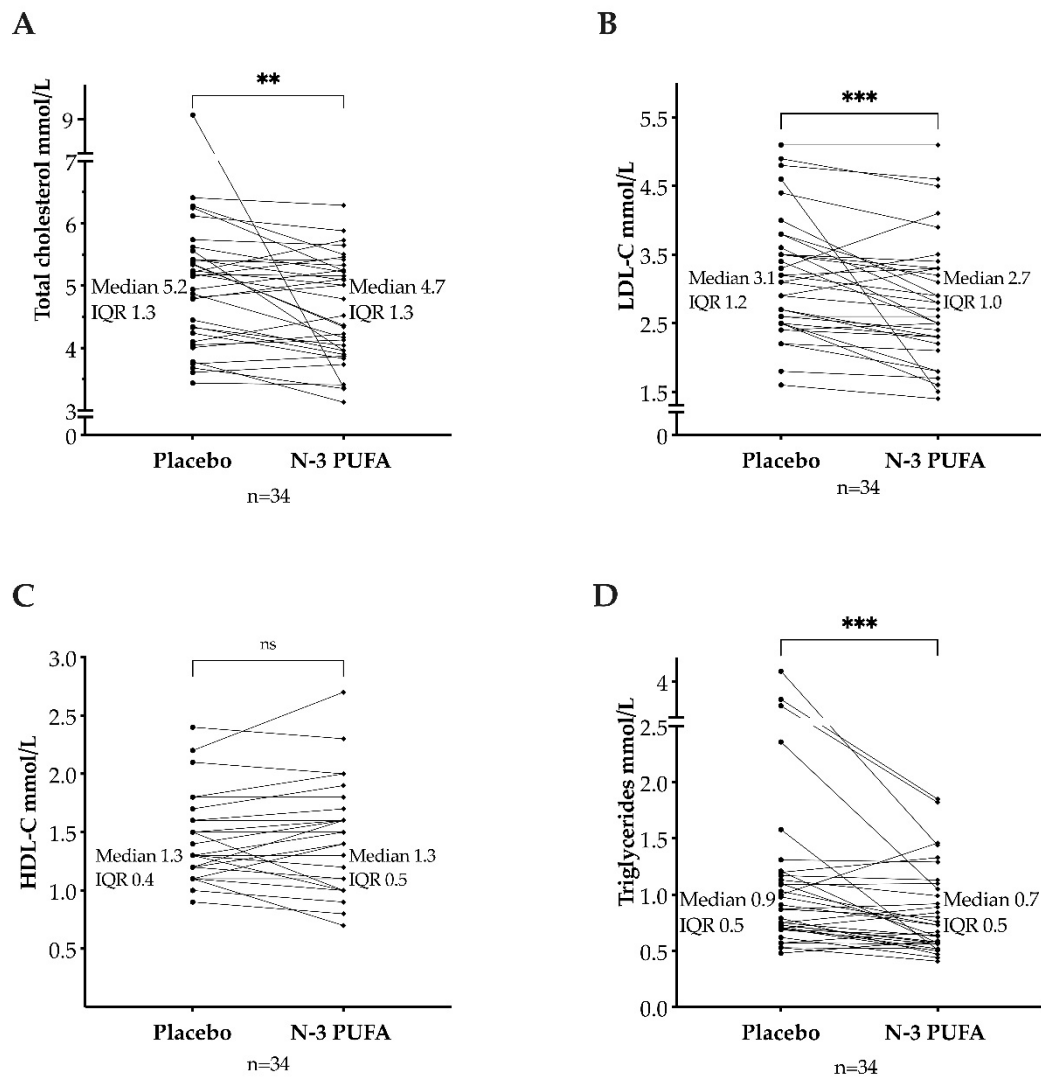 A
**
Total cholesterol mmol/L
9
7
6
5
4
3
0
Median 5.2
IQR 1.3
Median 4.7
IQR 1.3
Placebo N-3 PUFA
n=34
B
***
LDL-C mmol/L
5.5
4.5
3.5
2.5
1.5
0
Median 3.1
IQR 1.2
Median 2.7
IQR 1.0
Placebo N-3 PUFA
n=34
C
ns
HDL-C mmol/L
3.0
2.5
2.0
1.5
1.0
0.5
Median 1.3
IQR 0.4
Median 1.3
IQR 0.5
Placebo N-3 PUFA
n=34
D
***
Triglycerides mmol/L
4
2.5
2.0
1.5
1.0
0.5
0.0
Median 0.9
IQR 0.5
Median 0.7
IQR 0.5
Placebo N-3 PUFA
n=34